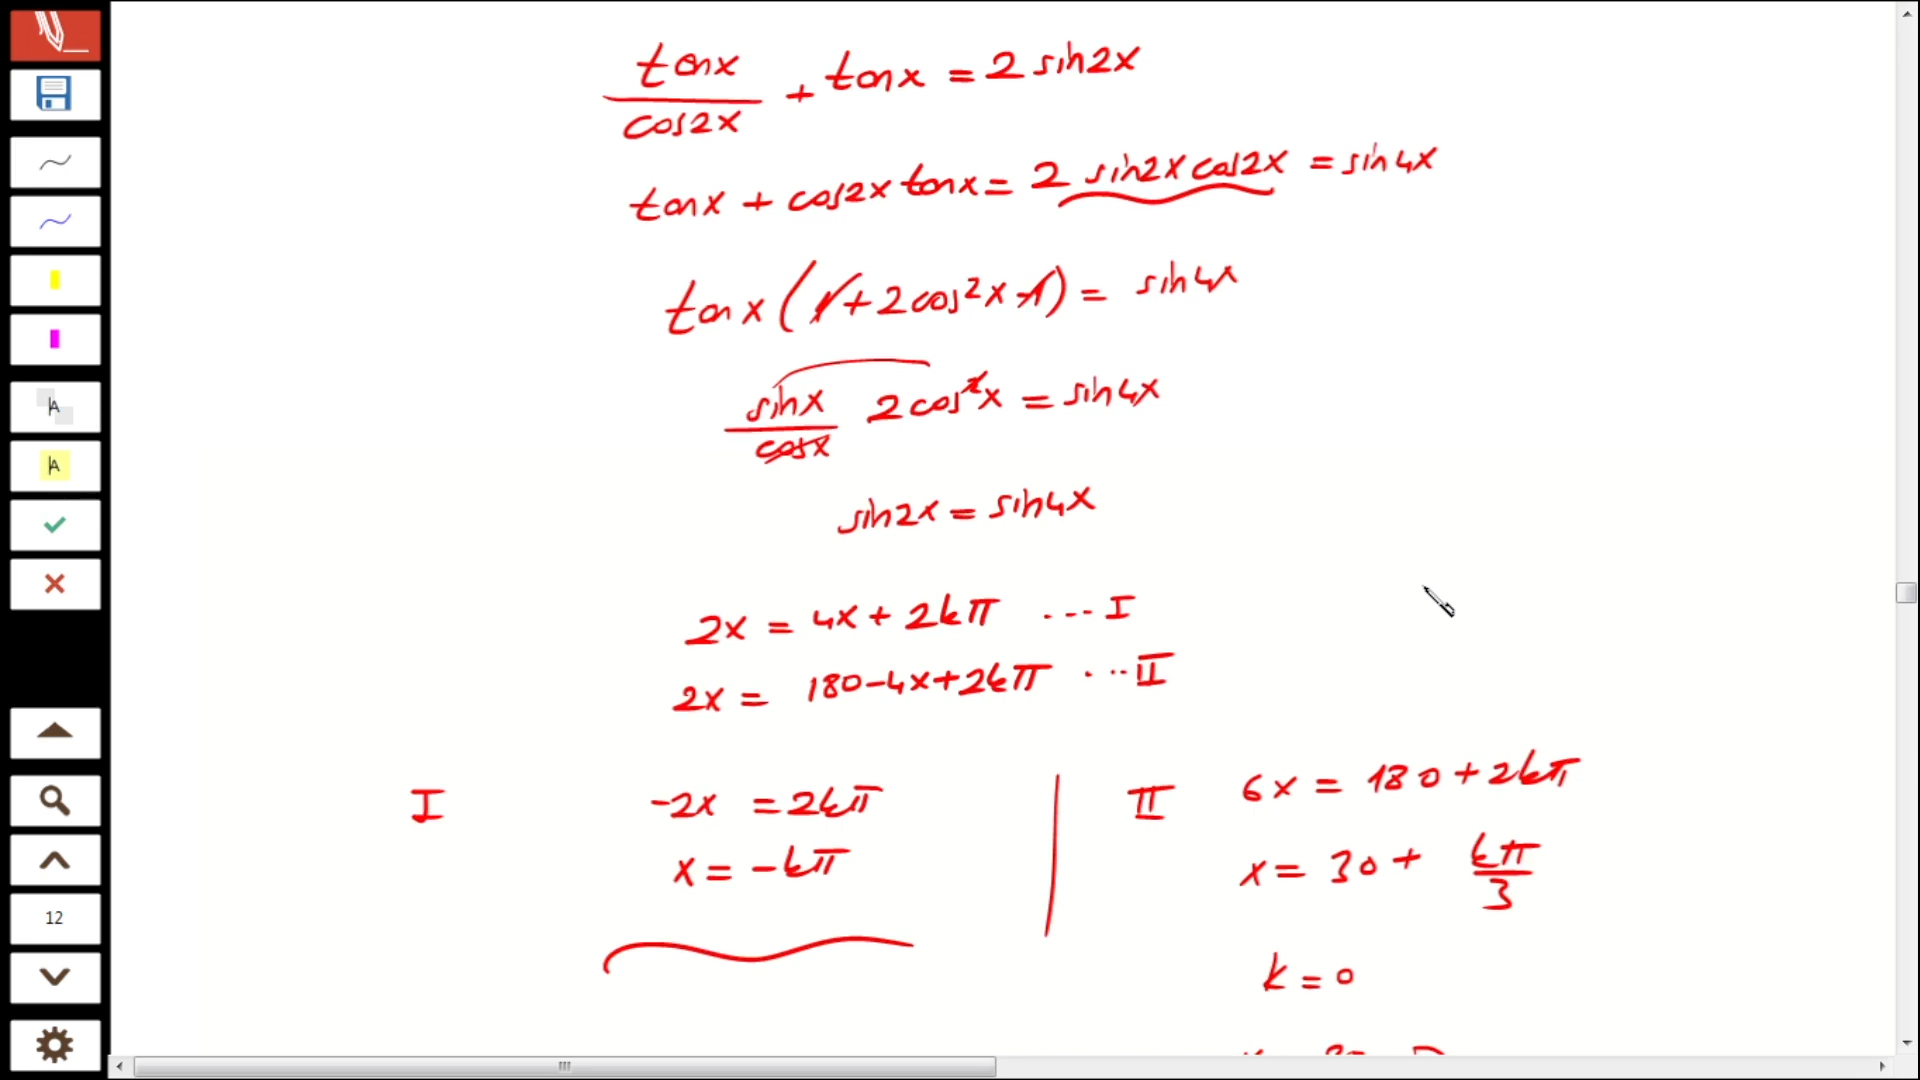 tanx/cos2x + tanx = 2 sin2x
tanx + cos2x tanx = 2 sin2x cos2x = sin4x
tanx (1 + 2cos²x - 1) = sin4x
sinx/cosx 2cos²x = sin4x
sin2x = sin4x
2x = 4x + 2kπ ... I
2x = 180 - 4x + 2kπ ... II
I
-2x = 2kπ
x = -kπ
II 6x = 180 + 2kπ
x = 30 + kπ/3
k = 0
A
A
12